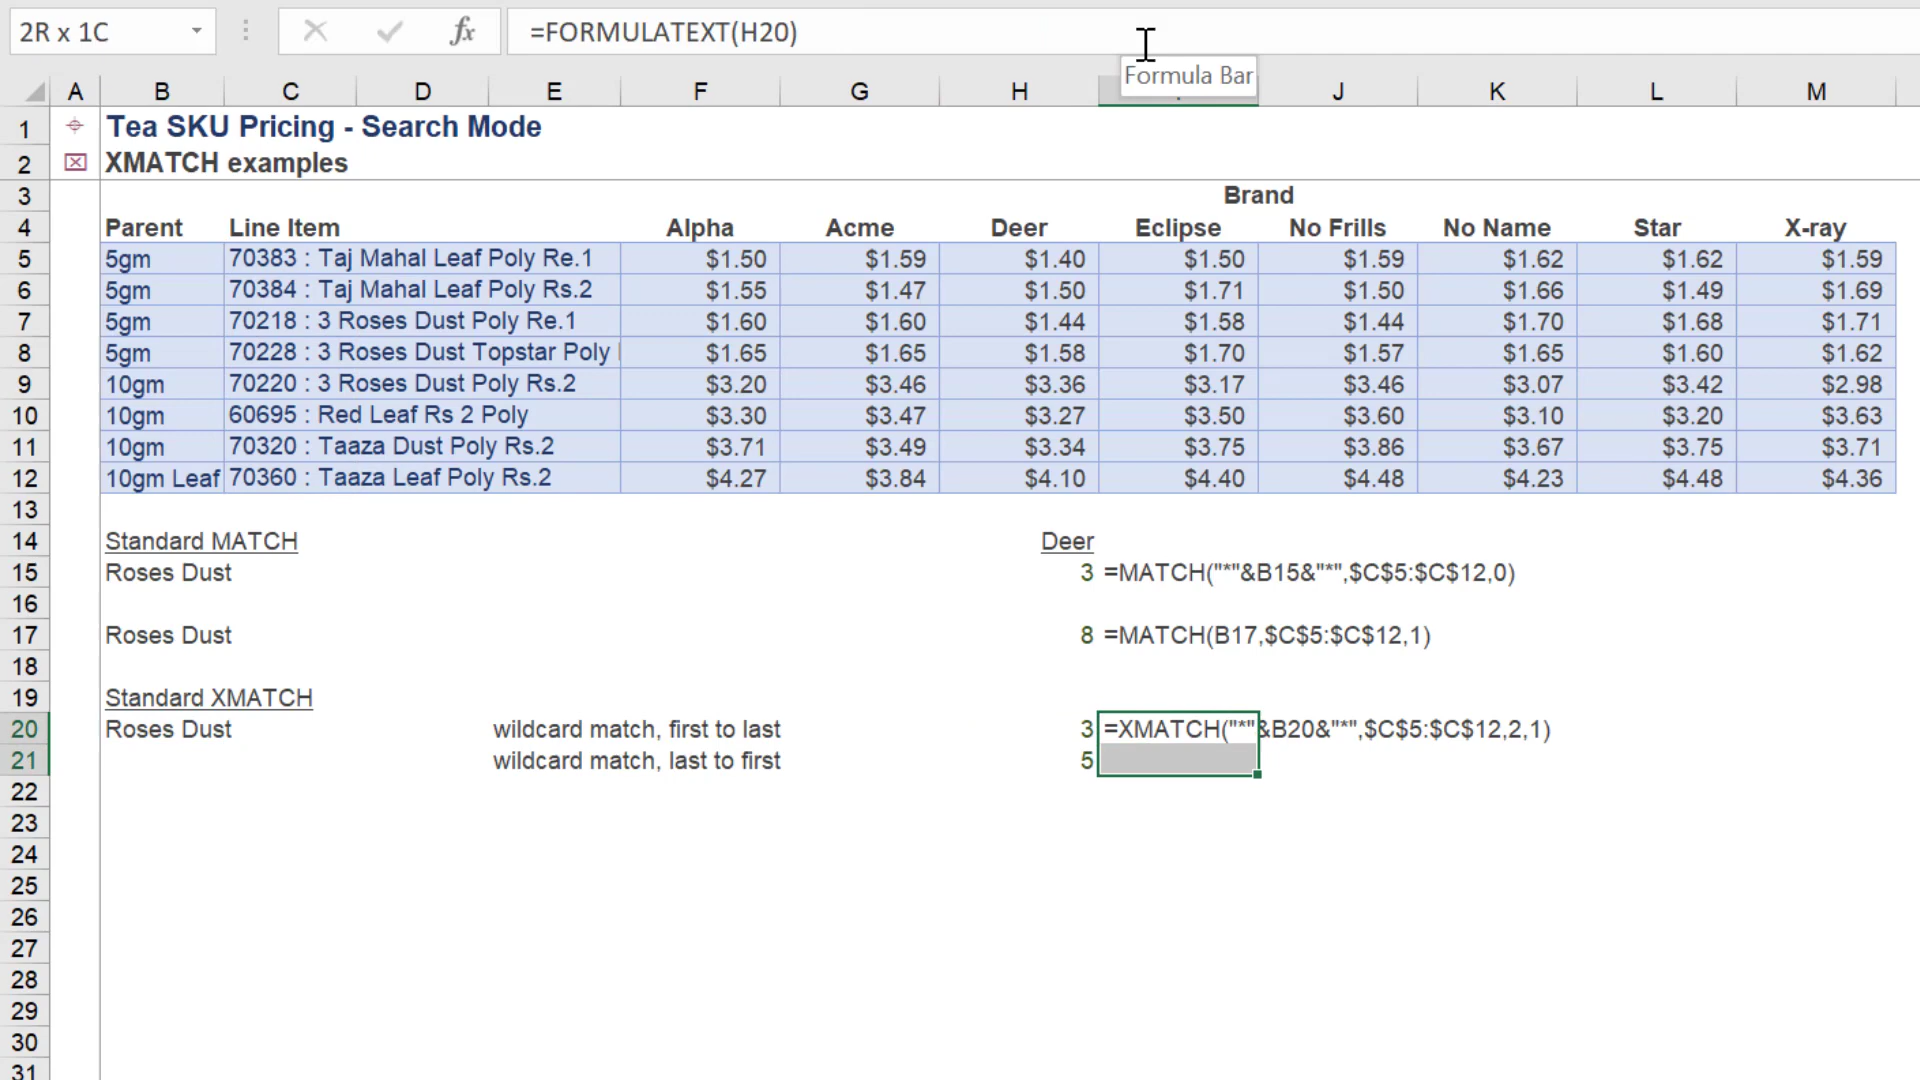 2R x 1C fx =FORMULATEXT(H20)
Formula Bar
A B C D E F G H J K L M
1 Tea SKU Pricing - Search Mode
2 XMATCH examples
3 Brand
4 Parent Line Item Alpha Acme Deer Eclipse No Frills No Name Star X-ray
5 5gm 70383 : Taj Mahal Leaf Poly Re.1 $1.50 $1.59 $1.40 $1.50 $1.59 $1.62 $1.62 $1.59
6 5gm 70384 : Taj Mahal Leaf Poly Rs.2 $1.55 $1.47 $1.50 $1.71 $1.50 $1.66 $1.49 $1.69
7 5gm 70218 : 3 Roses Dust Poly Re.1 $1.60 $1.60 $1.44 $1.58 $1.44 $1.70 $1.68 $1.71
8 5gm 70228 : 3 Roses Dust Topstar Poly $1.65 $1.65 $1.58 $1.70 $1.57 $1.65 $1.60 $1.62
9 10gm 70220 : 3 Roses Dust Poly Rs.2 $3.20 $3.46 $3.36 $3.17 $3.46 $3.07 $3.42 $2.98
10 10gm 60695 : Red Leaf Rs 2 Poly $3.30 $3.47 $3.27 $3.50 $3.60 $3.10 $3.20 $3.63
11 10gm 70320 : Taaza Dust Poly Rs.2 $3.71 $3.49 $3.34 $3.75 $3.86 $3.67 $3.75 $3.71
12 10gm Leaf 70360 : Taaza Leaf Poly Rs.2 $4.27 $3.84 $4.10 $4.40 $4.48 $4.23 $4.48 $4.36
13
14 Standard MATCH Deer
15 Roses Dust 3 =MATCH("*"&B15&"*",$C$5:$C$12,0)
16
17 Roses Dust 8 =MATCH(B17,$C$5:$C$12,1)
18
19 Standard XMATCH
20 Roses Dust wildcard match, first to last 3 =XMATCH("*"&B20&"*",$C$5:$C$12,2,1)
21 wildcard match, last to first 5
22
23
24
25
26
27
28
29
30
31